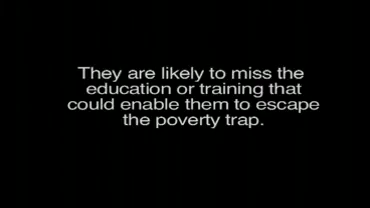 They are likely to miss the
education or training that
could enable them to escape
the poverty trap.